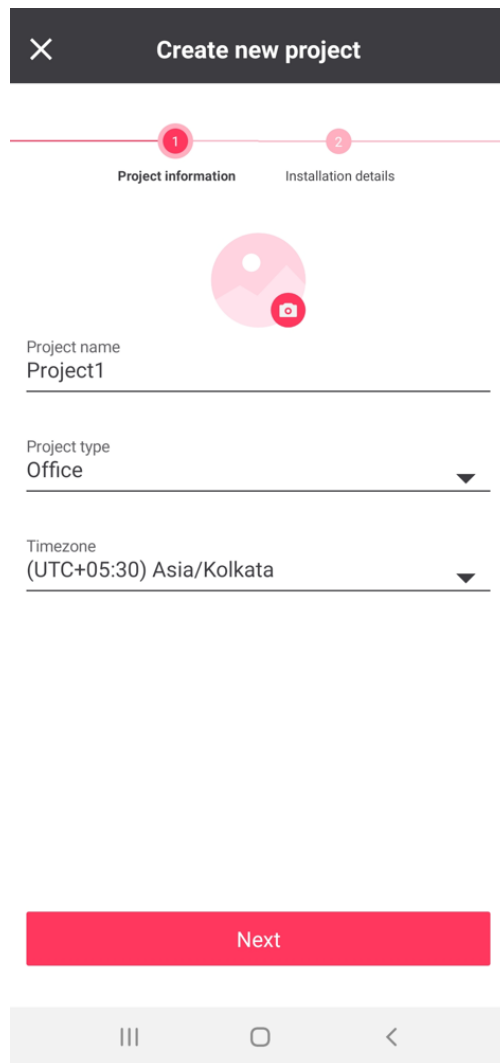 Create new project
1
2
Project information
Installation details
Project name
Project1
Project type
Office
Timezone
(UTC+05:30) Asia/Kolkata
Next